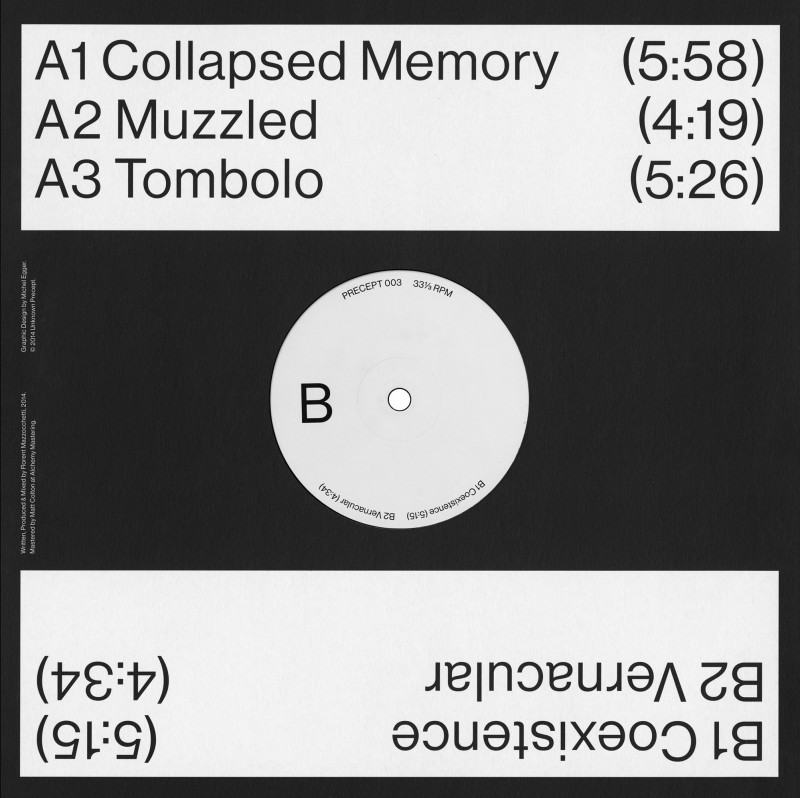 A1 Collapsed Memory (5:58)
A2 Muzzled (4:19)
A3 Tombolo (5:26)
Graphic Design by Michel Egger.
© 2014 Unknown Precept.
Written, Produced & Mixed by Florent Mazzocchetti, 2014.
Mastered by Matt Colton at Alchemy Mastering.
PRECEPT 003 33⅓ RPM
B
B1 Coexistence (5:15)
B2 Vernacular (4:34)
B1 Coexistence (5:15)
B2 Vernacular (4:34)